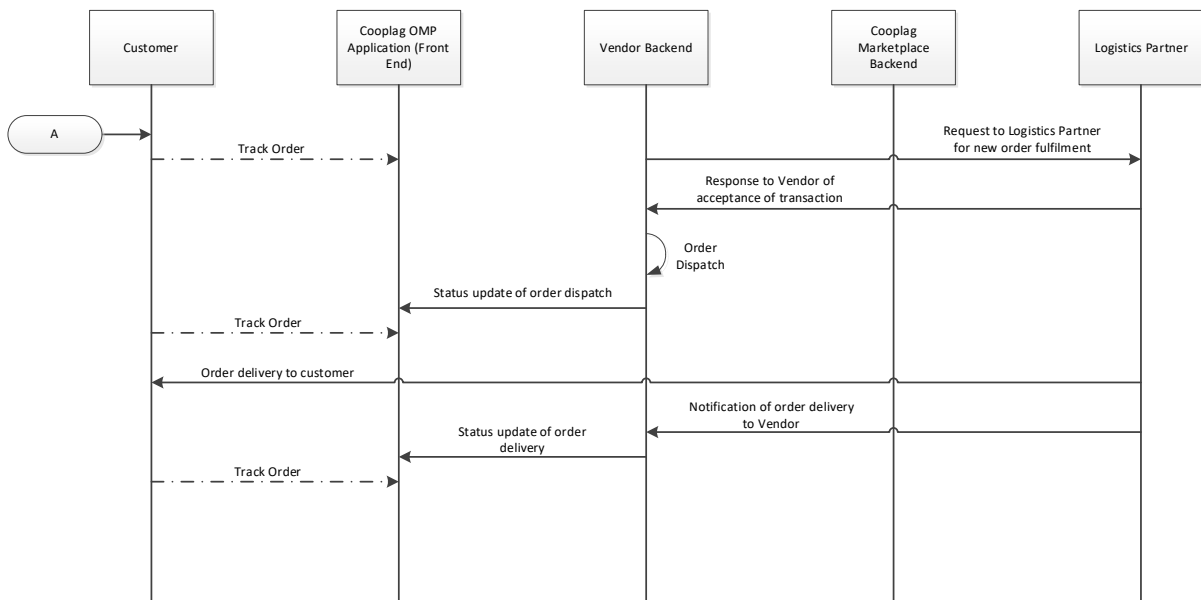 Customer
Cooplag OMP
Application (Front
End)
Vendor Backend
Cooplag
Marketplace
Backend
Logistics Partner
A
Track Order
Request to Logistics Partner
for new order fulfilment
Response to Vendor of
acceptance of transaction
Order
Dispatch
Status update of order dispatch
Track Order
Order delivery to customer
Notification of order delivery
to Vendor
Status update of order
delivery
Track Order